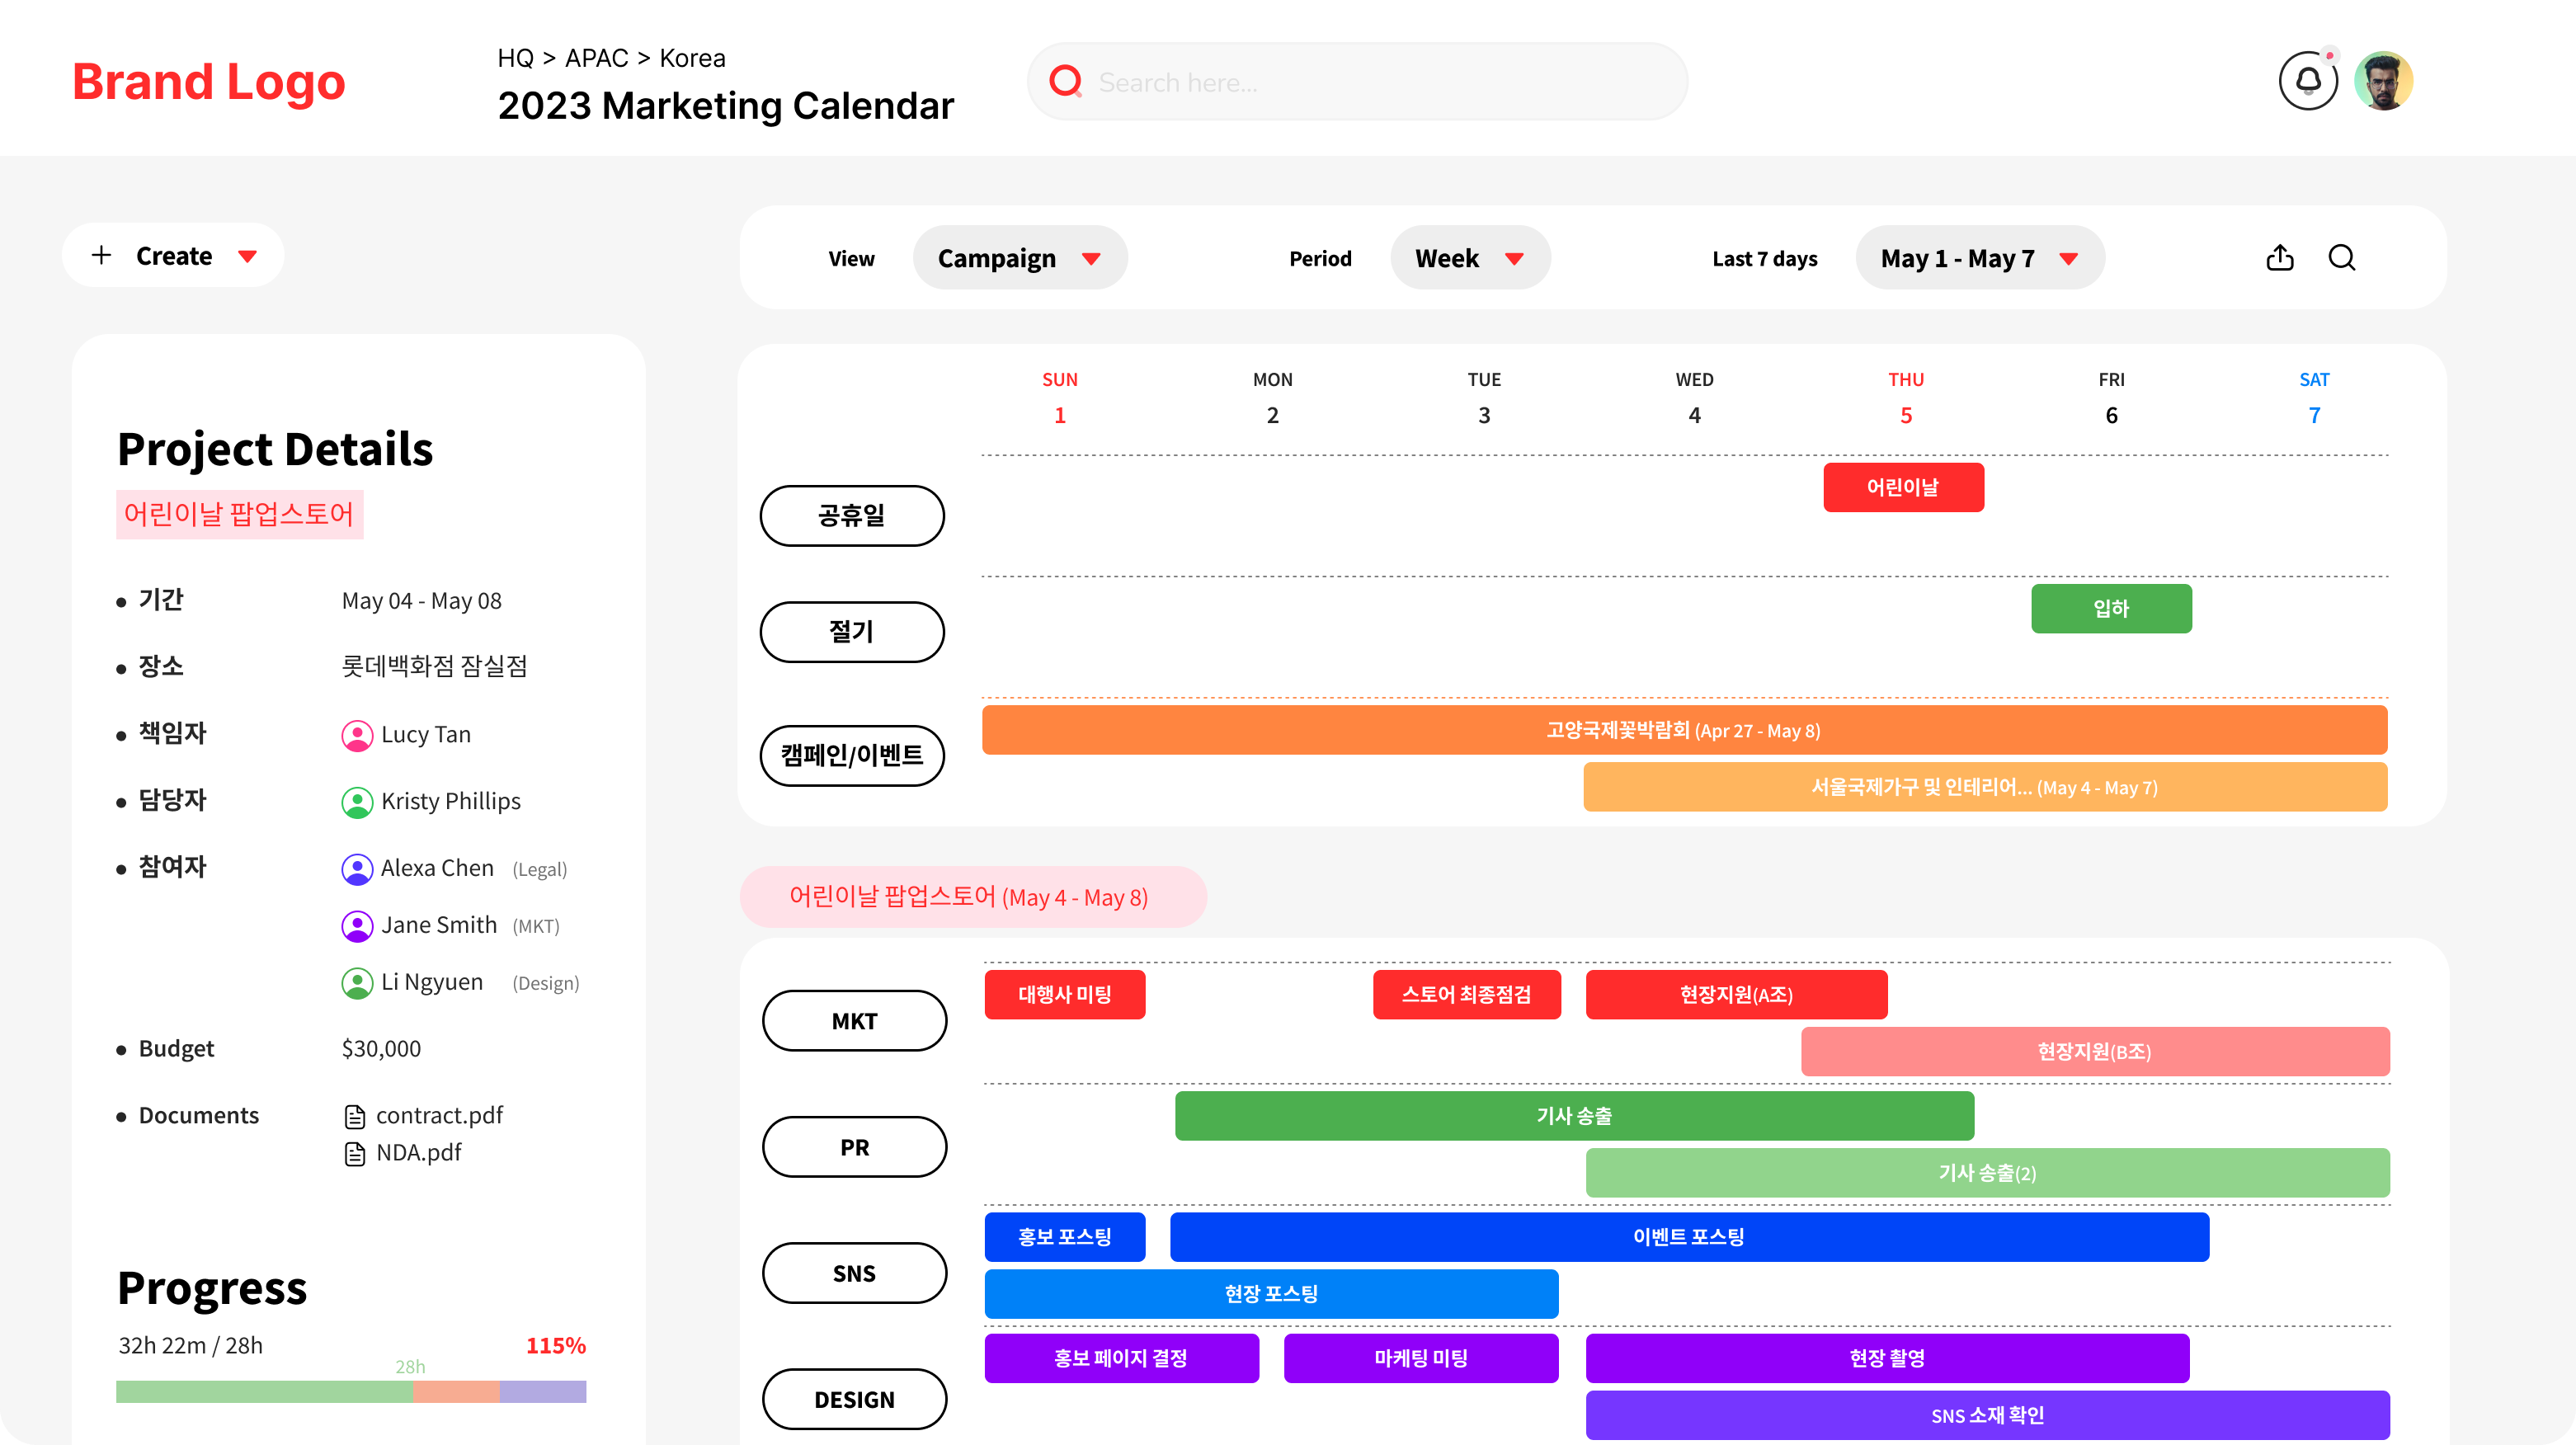 Brand Logo
HQ > APAC > Korea
2023 Marketing Calendar
Search here...
Create
View
Campaign
Period
Week
Last 7 days
May 1 - May 7
Project Details
어린이날 팝업스토어
기간 May 04 - May 08
장소 롯데백화점 잠실점
책임자 Lucy Tan
담당자 Kristy Phillips
참여자 Alexa Chen (Legal)
Jane Smith (MKT)
Li Ngyuen (Design)
Budget $30,000
Documents contract.pdf
NDA.pdf
Progress
32h 22m / 28h 115%
28h
SUN MON TUE WED THU FRI SAT
1 2 3 4 5 6 7
공휴일
어린이날
절기
입하
캠페인/이벤트
고양국제꽃박람회 (Apr 27 - May 8)
서울국제가구 및 인테리어... (May 4 - May 7)
어린이날 팝업스토어 (May 4 - May 8)
MKT
대행사 미팅 스토어 최종점검 현장지원(A조)
현장지원(B조)
PR
기사 송출
기사 송출(2)
SNS
홍보 포스팅 이벤트 포스팅
현장 포스팅
DESIGN
홍보 페이지 결정 마케팅 미팅 현장 촬영
SNS 소재 확인